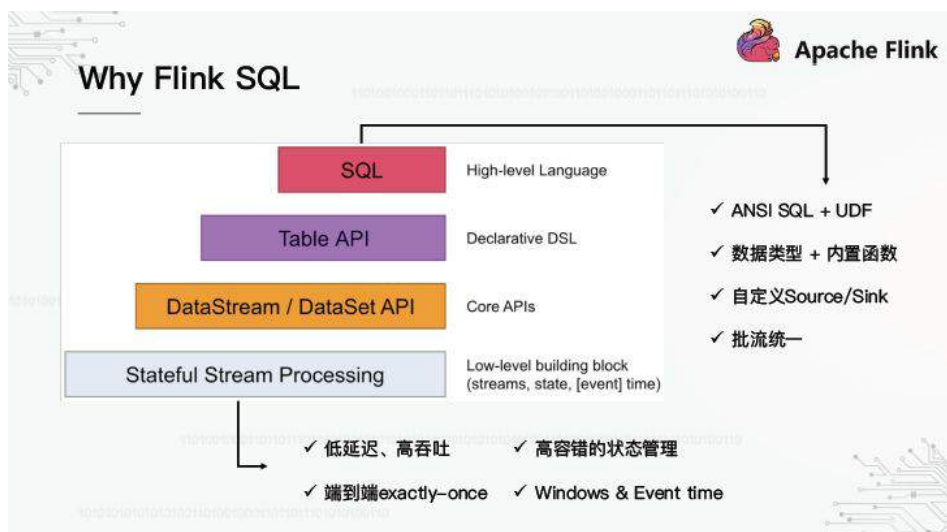 Apache Flink
Why Flink SQL
SQL
High-level Language
Table API
Declarative DSL
DataStream / DataSet API
Core APIs
Stateful Stream Processing
Low-level building block
(streams, state, [event] time)
✓ ANSI SQL + UDF
✓ 数据类型 + 内置函数
✓ 自定义Source/Sink
✓ 批流统一
✓ 低延迟、高吞吐
✓ 高容错的状态管理
✓ 端到端exactly-once
✓ Windows & Event time